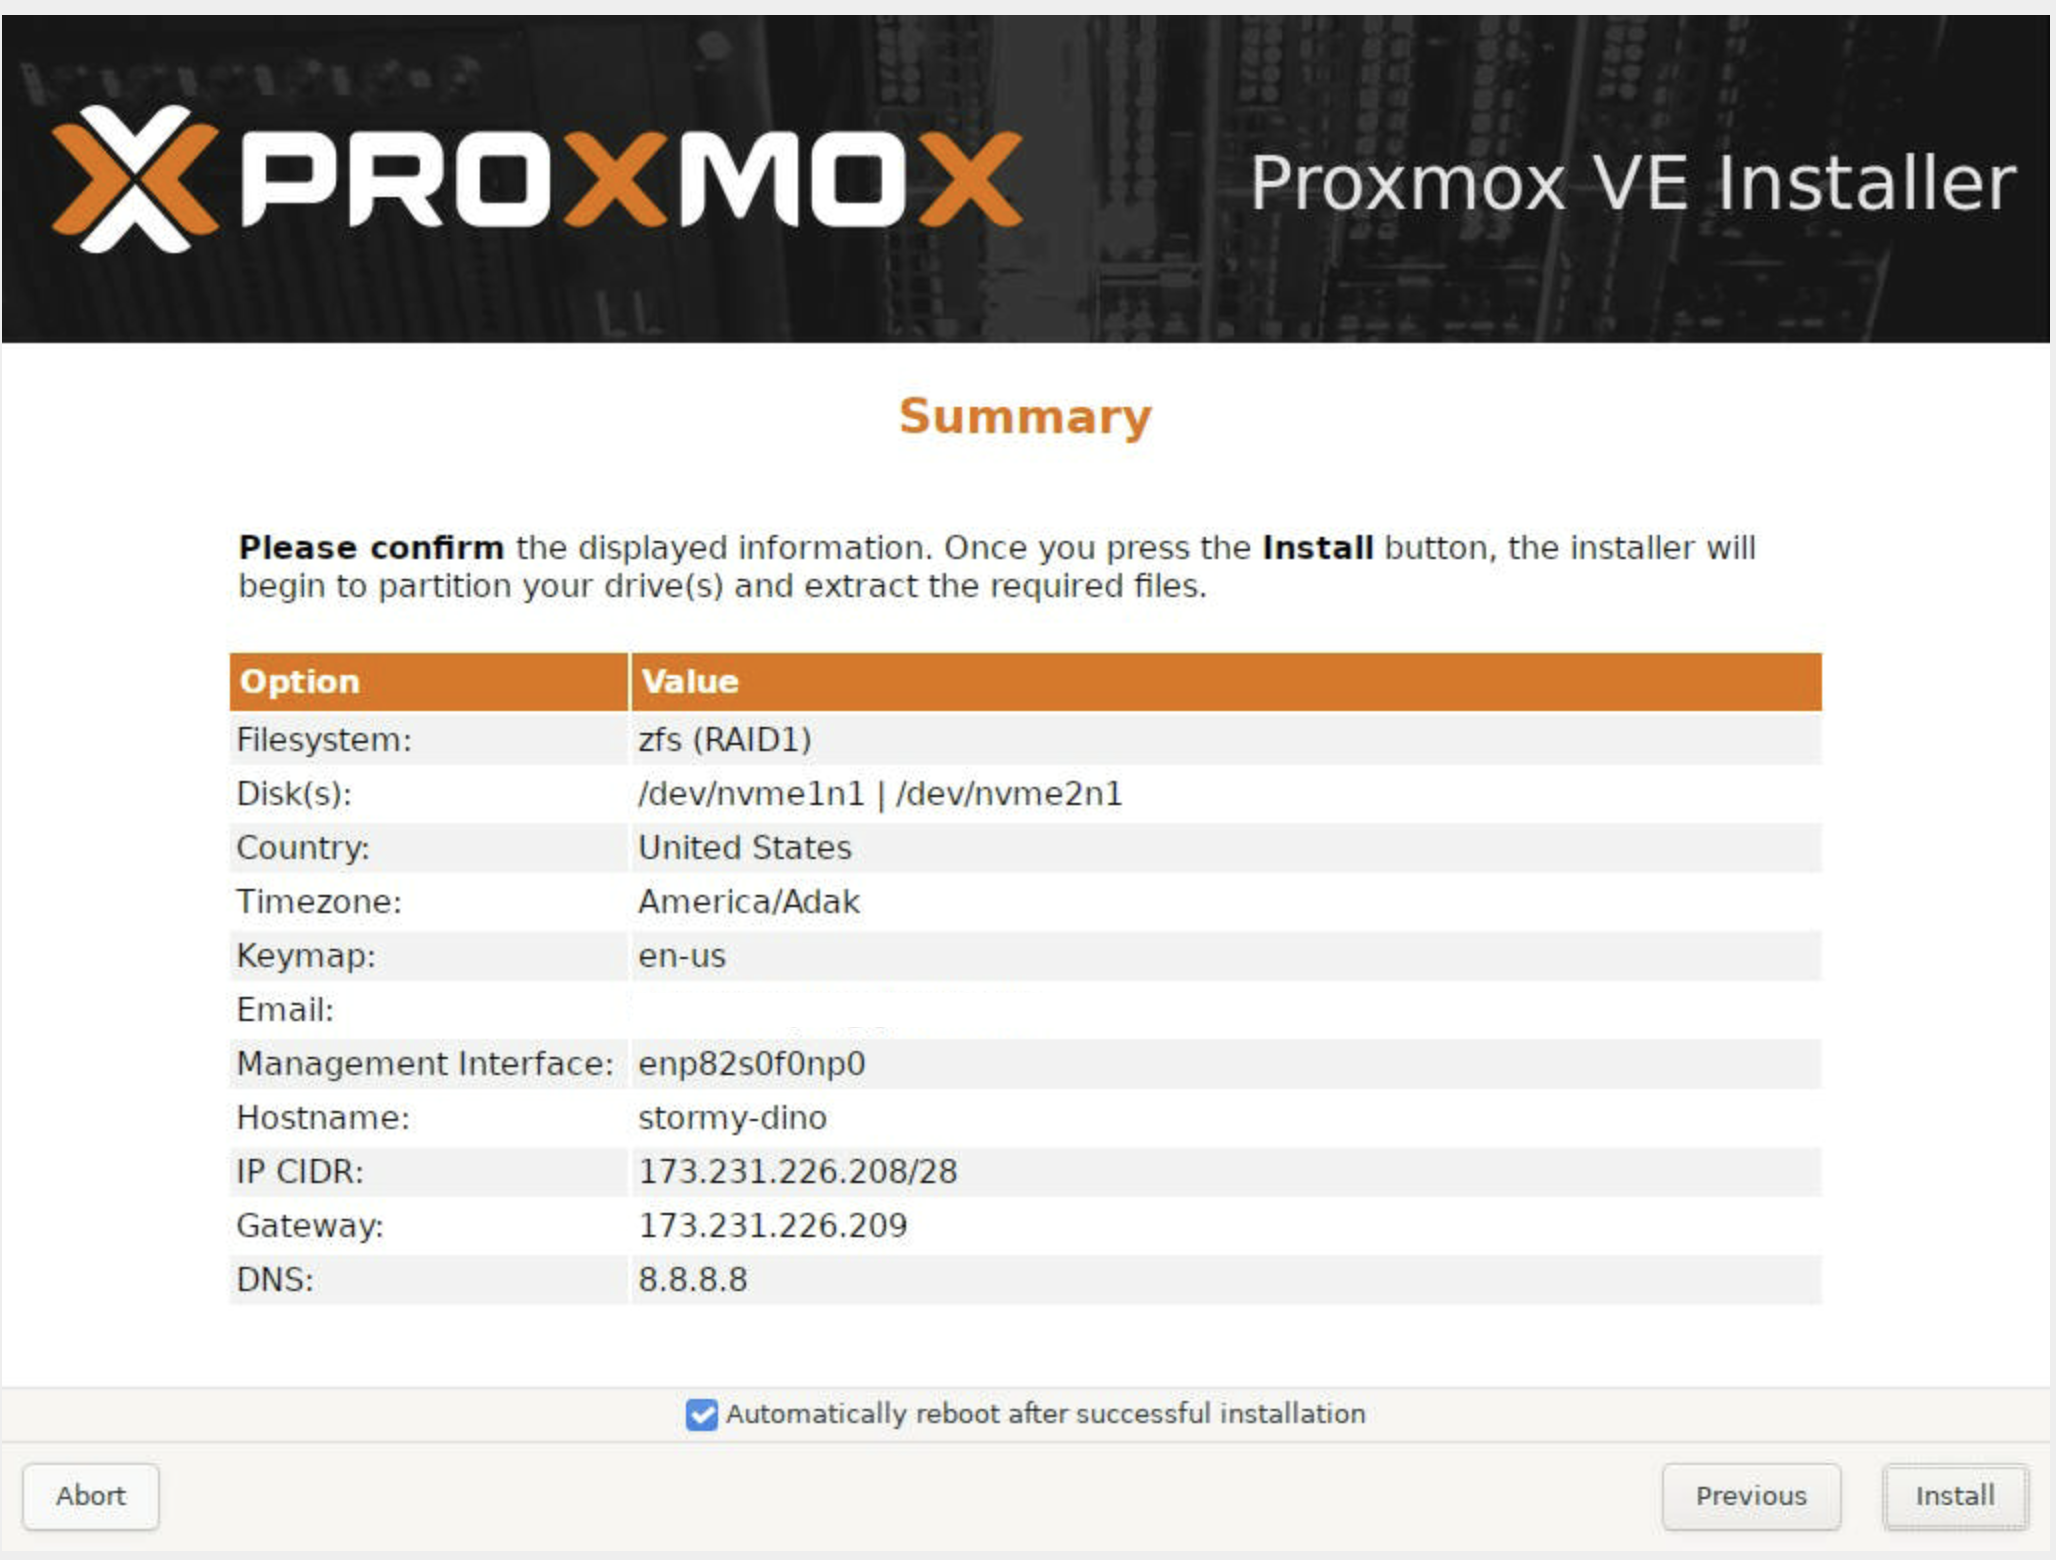 PROXMOX
Proxmox VE Installer
Summary
Please confirm the displayed information. Once you press the Install button, the installer will
begin to partition your drive(s) and extract the required files.
Option Value
Filesystem: zfs (RAID1)
Disk(s): /dev/nvme1n1 | /dev/nvme2n1
Country: United States
Timezone: America/Adak
Keymap: en-us
Email:
Management Interface: enp82s0f0np0
Hostname: stormy-dino
IP CIDR: 173.231.226.208/28
Gateway: 173.231.226.209
DNS: 8.8.8.8
Automatically reboot after successful installation
Abort Previous Install